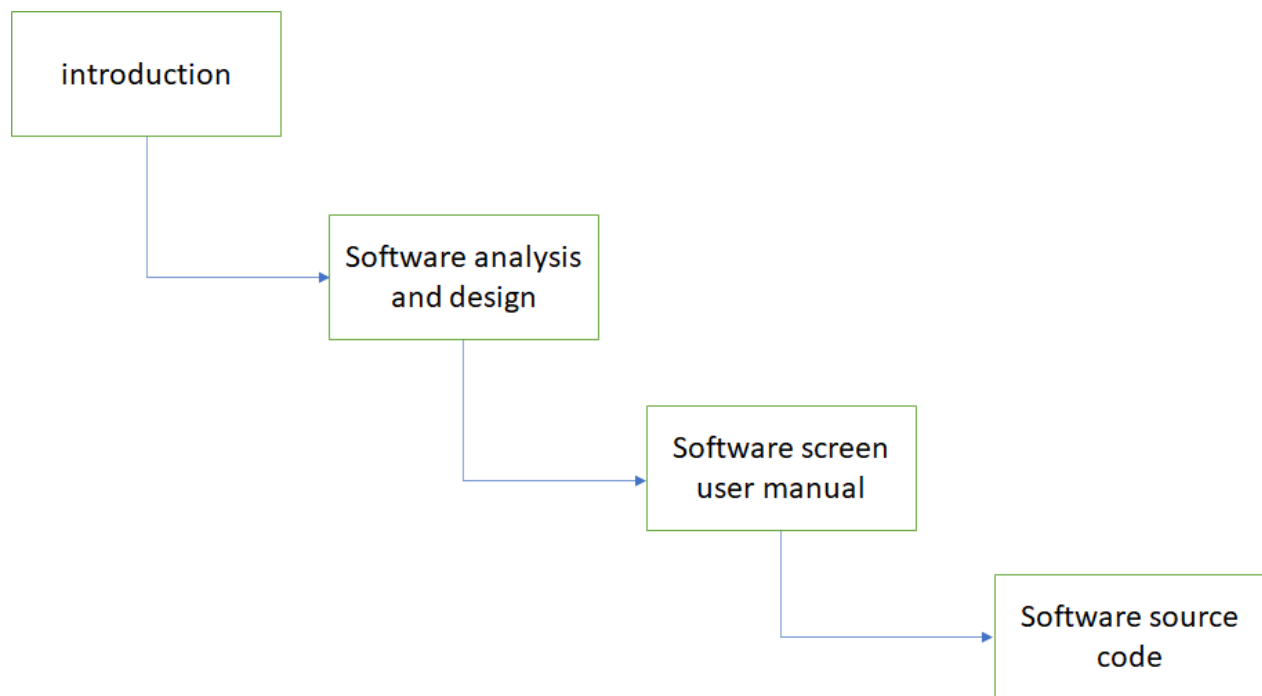 introduction
Software analysis
and design
Software screen
user manual
Software source
code